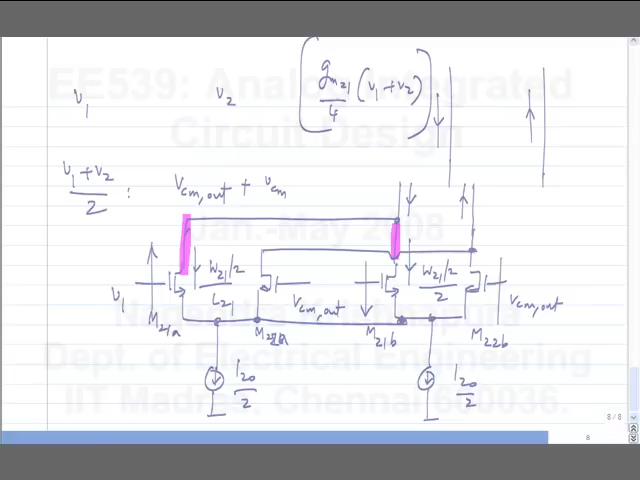 EE539: Analog Integrated
Circuit Design
Jan.-May 2008
Dept. of Electrical Engineering
IIT Madras, Chennai 600036.
v1 v2 (gm21/4 (v1+v2))
(v1+v2)/2 : Vcm,out + vcm
v1 W21/2 / L21 Vcm,out W21/2 / 2 Vcm,out
M21a M22a M21b M22b
I20/2 I20/2
8/8
8